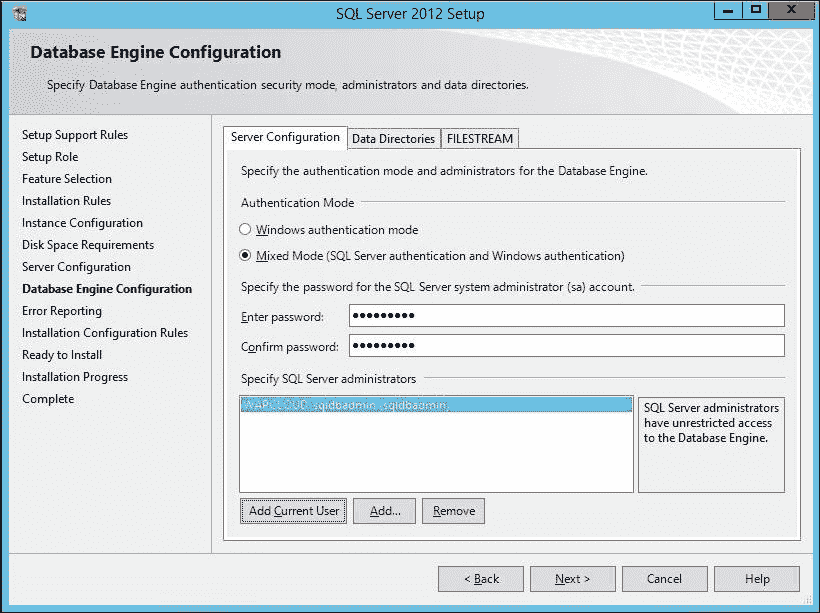 SQL Server 2012 Setup
Database Engine Configuration
Specify Database Engine authentication security mode, administrators and data directories.
Setup Support Rules
Setup Role
Feature Selection
Installation Rules
Instance Configuration
Disk Space Requirements
Server Configuration
Database Engine Configuration
Error Reporting
Installation Configuration Rules
Ready to Install
Installation Progress
Complete
Server Configuration Data Directories FILESTREAM
Specify the authentication mode and administrators for the Database Engine.
Authentication Mode
Windows authentication mode
Mixed Mode (SQL Server authentication and Windows authentication)
Specify the password for the SQL Server system administrator (sa) account.
Enter password: ●●●●●●●●●
Confirm password: ●●●●●●●●●
Specify SQL Server administrators
SQL Server administrators
have unrestricted access
to the Database Engine.
Add Current User Add... Remove
< Back Next > Cancel Help